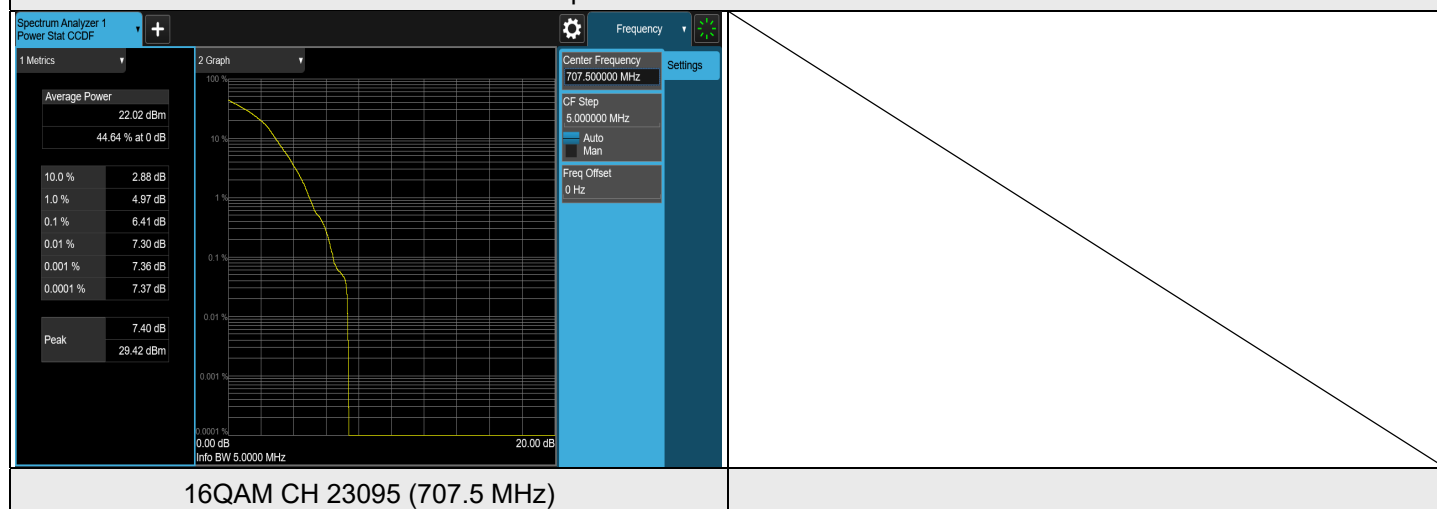 Spectrum Analyzer 1
Power Stat CCDF
+
Frequency
1 Metrics
2 Graph
Center Frequency
707.500000 MHz
Settings
CF Step
5.000000 MHz
Auto
Man
Freq Offset
0 Hz
Average Power
22.02 dBm
44.64 % at 0 dB
10.0 % 2.88 dB
1.0 % 4.97 dB
0.1 % 6.41 dB
0.01 % 7.30 dB
0.001 % 7.36 dB
0.0001 % 7.37 dB
Peak
7.40 dB
29.42 dBm
100 %
10 %
1 %
0.1 %
0.01 %
0.001 %
0.0001 %
0.00 dB 20.00 dB
Info BW 5.0000 MHz
16QAM CH 23095 (707.5 MHz)